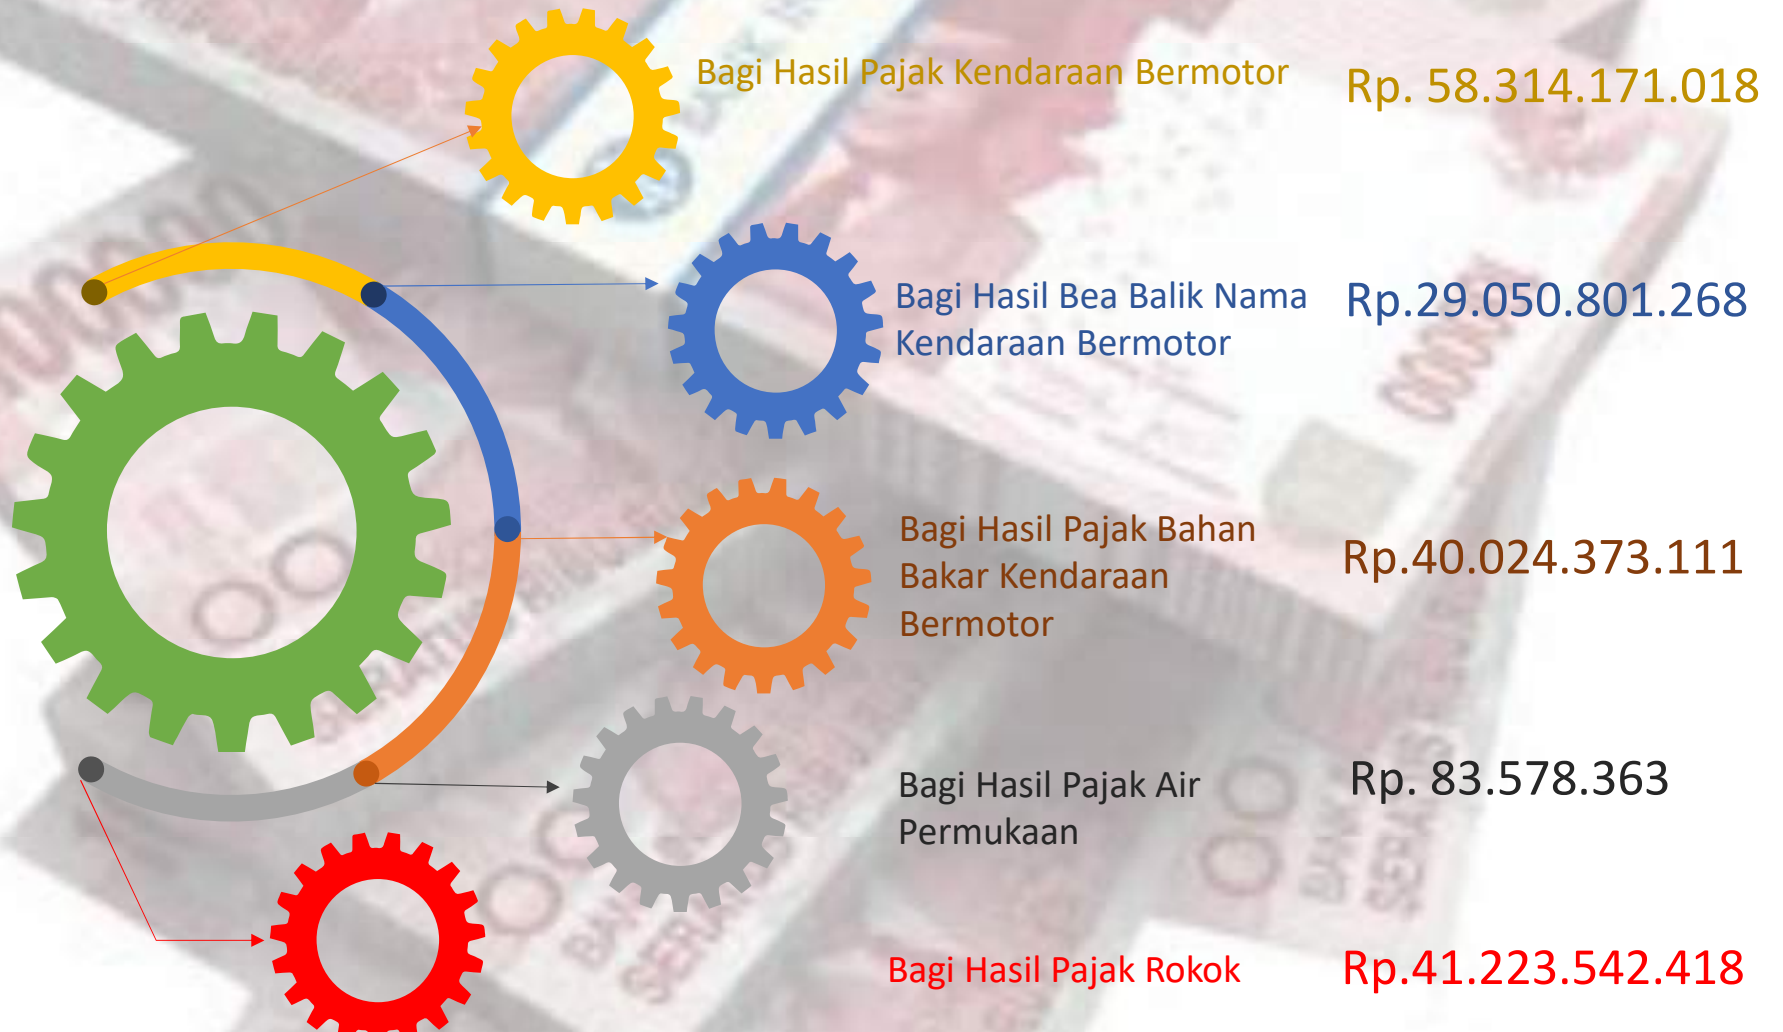 Bagi Hasil Pajak Kendaraan Bermotor
Rp. 58.314.171.018
Bagi Hasil Bea Balik Nama
Kendaraan Bermotor
Rp.29.050.801.268
Bagi Hasil Pajak Bahan
Bakar Kendaraan
Bermotor
Rp.40.024.373.111
Bagi Hasil Pajak Air
Permukaan
Rp. 83.578.363
Bagi Hasil Pajak Rokok
Rp.41.223.542.418